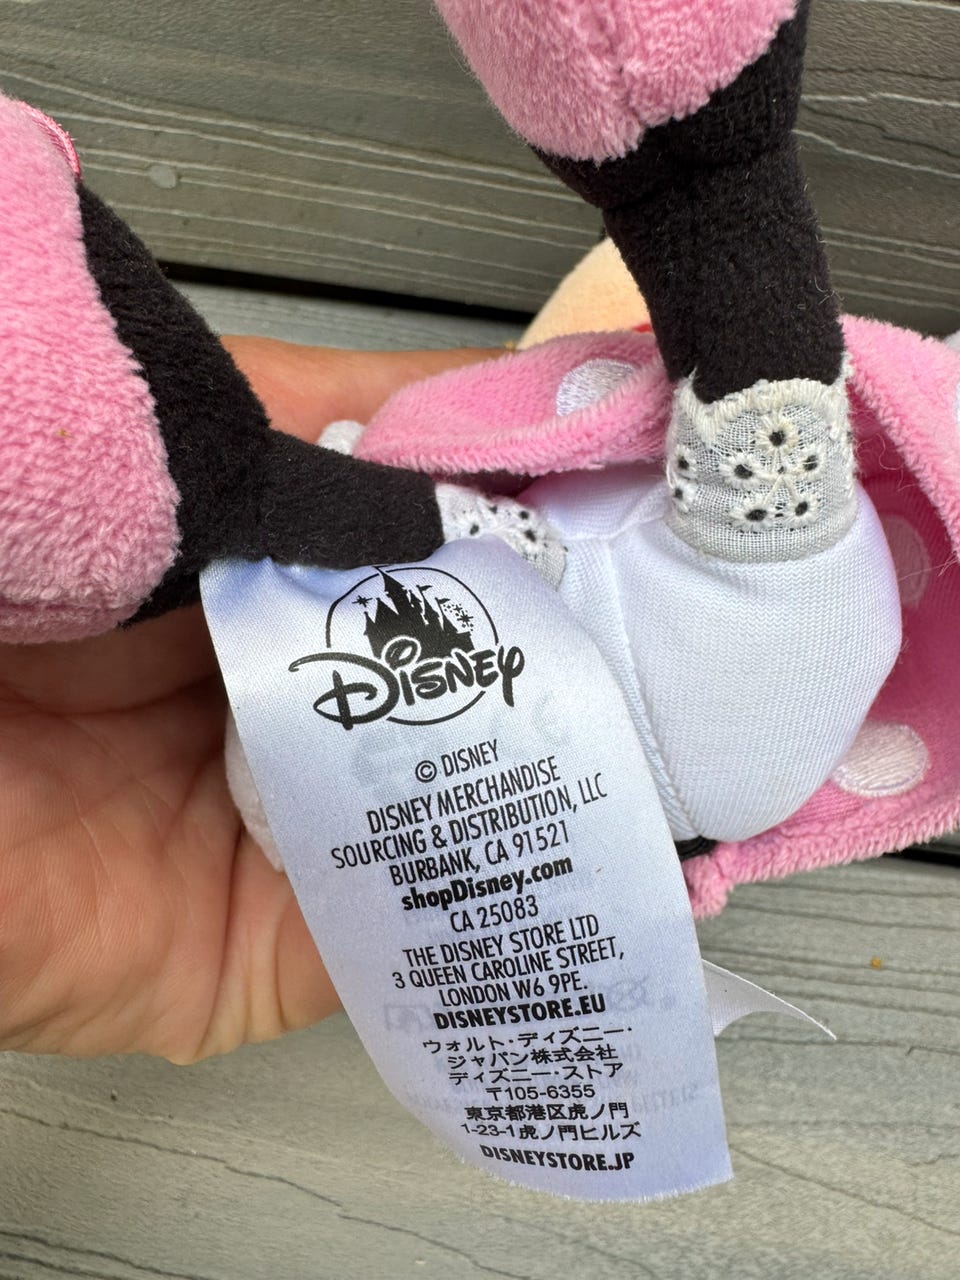 Disney
© DISNEY
DISNEY MERCHANDISE
SOURCING & DISTRIBUTION, LLC
BURBANK, CA 91521
shopDisney.com
CA 25083
THE DISNEY STORE LTD
3 QUEEN CAROLINE STREET,
LONDON W6 9PE.
DISNEYSTORE.EU
ウォルト・ディズニー・
ジャパン株式会社
ディズニー・ストア
〒105-6355
東京都港区虎ノ門
1-23-1虎ノ門ヒルズ
DISNEYSTORE.JP